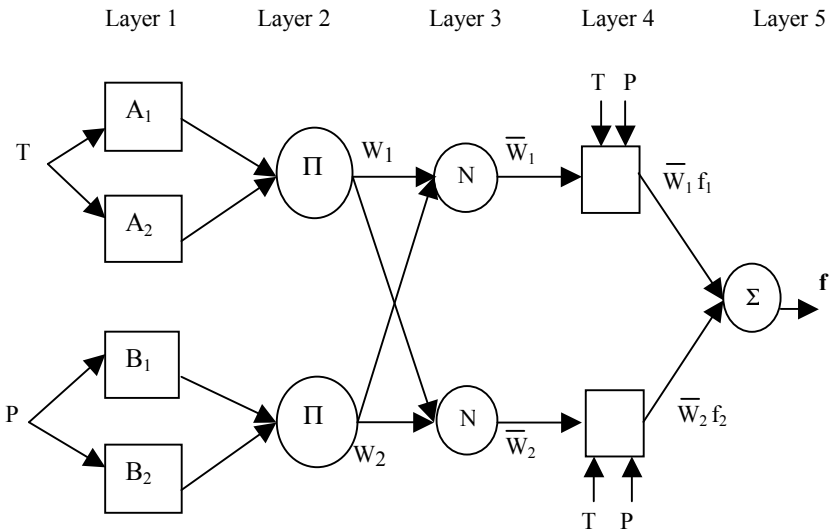 Layer 1 Layer 2 Layer 3 Layer 4 Layer 5
T P
A₁
T
Π W₁ N W̅₁ W̅₁ f₁
A₂
Σ f
B₁
P
Π W₂ N W̅₂ W̅₂ f₂
B₂
T P